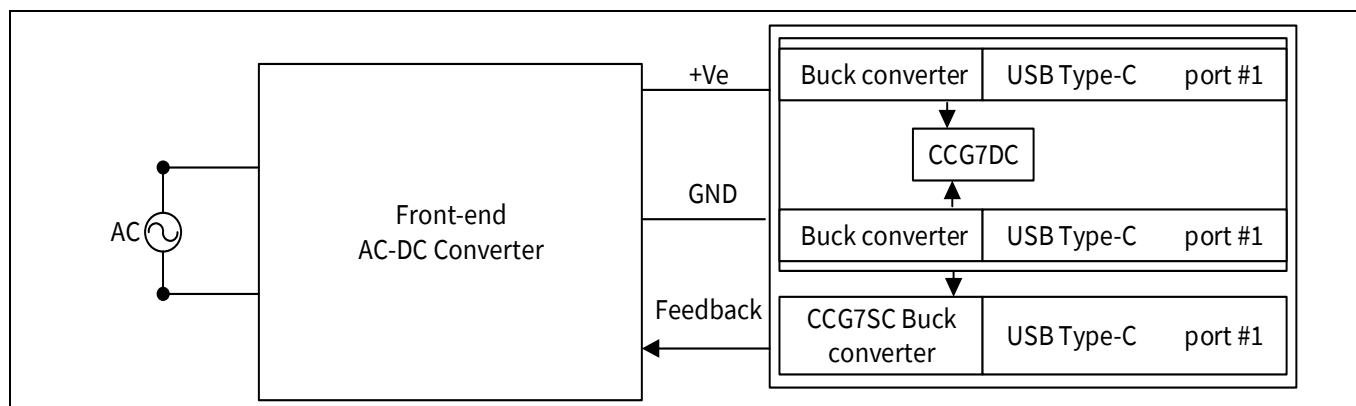 AC
Front-end
AC-DC Converter
+Ve
GND
Feedback
Buck converter USB Type-C port #1
CCG7DC
Buck converter USB Type-C port #1
CCG7SC Buck
converter
USB Type-C port #1